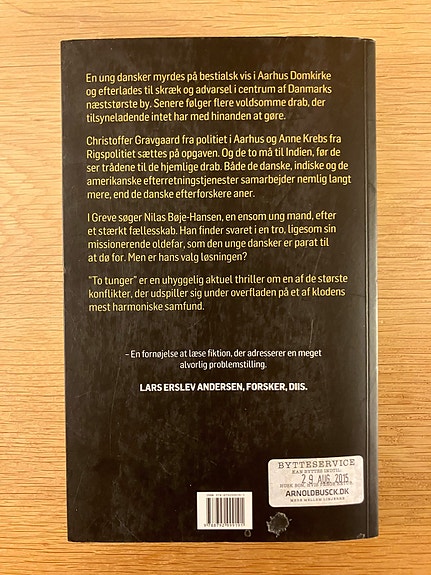 En ung dansker myrdes på bestialsk vis i Aarhus Domkirke
og efterlades til skræk og advarsel i centrum af Danmarks
næststørste by. Senere følger flere voldsomme drab, der
tilsyneladende intet har med hinanden at gøre.
Christoffer Gravgaard fra politiet i Aarhus og Anne Krebs fra
Rigspolitiet sættes på opgaven. Og de to må til Indien, før de
ser trådene til de hjemlige drab. Både de danske, indiske og de
amerikanske efterretningstjenester samarbejder nemlig langt
mere, end de danske efterforskere aner.
I Greve søger Nilas Bøje-Hansen, en ensom ung mand, efter
et stærkt fællesskab. Han finder svaret i en tro, ligesom sin
missionerende oldefar, som den unge dansker er parat til
at dø for. Men er hans valg løsningen?
"To tunger" er en uhyggelig aktuel thriller om en af de største
konflikter, der udspiller sig under overfladen på et af klodens
mest harmoniske samfund.
– En fornøjelse at læse fiktion, der adresserer en meget
alvorlig problemstilling.
LARS ERSLEV ANDERSEN, FORSKER, DIIS.
BYTTESERVICE
KAN BYTTES INDTIL:
29 AUG. 2015
ARNOLDBUSCK.DK
MERE MELLEM LINJERNE